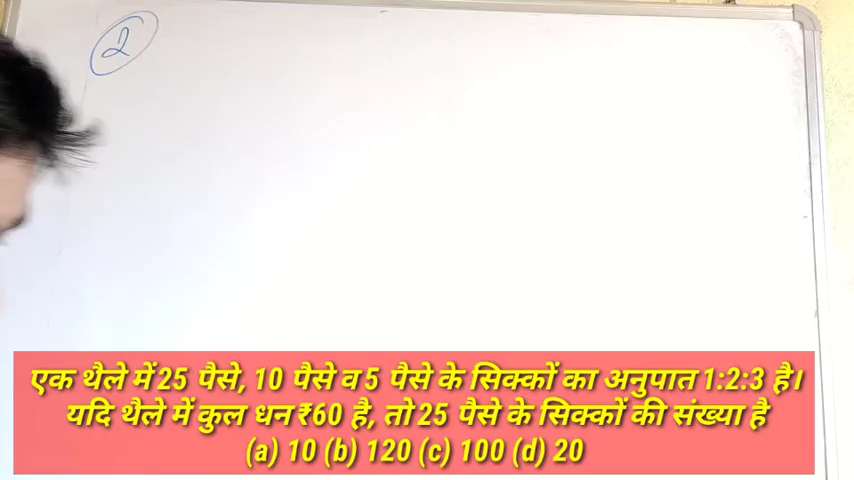 2
एक थैले में 25 पैसे, 10 पैसे व 5 पैसे के सिक्कों का अनुपात 1:2:3 है।
यदि थैले में कुल धन ₹60 है, तो 25 पैसे के सिक्कों की संख्या है
(a) 10 (b) 120 (c) 100 (d) 20